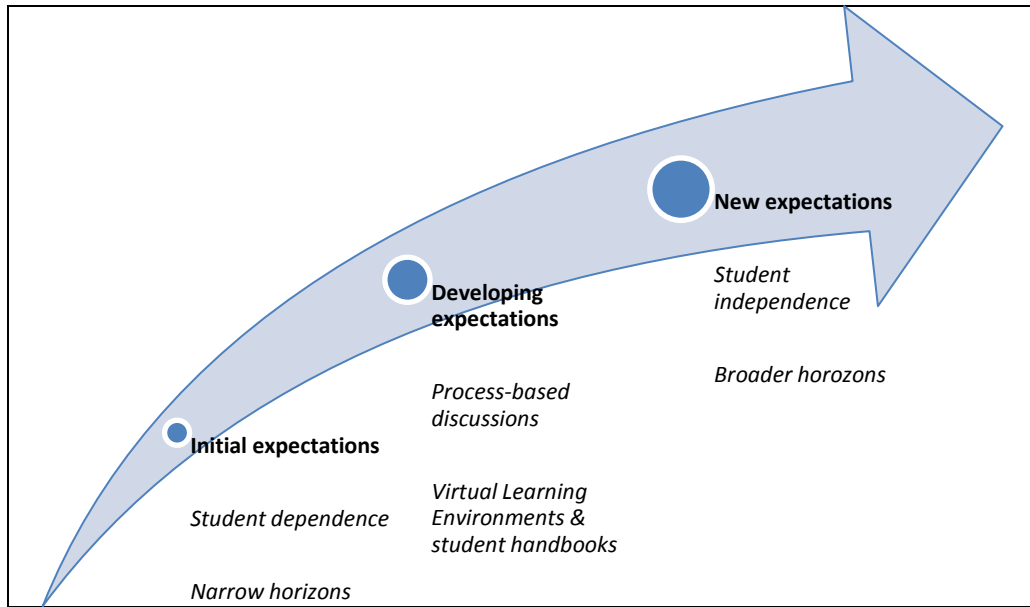 Initial expectations
Student dependence
Narrow horizons
Developing
expectations
Process-based
discussions
Virtual Learning
Environments &
student handbooks
New expectations
Student
independence
Broader horozons